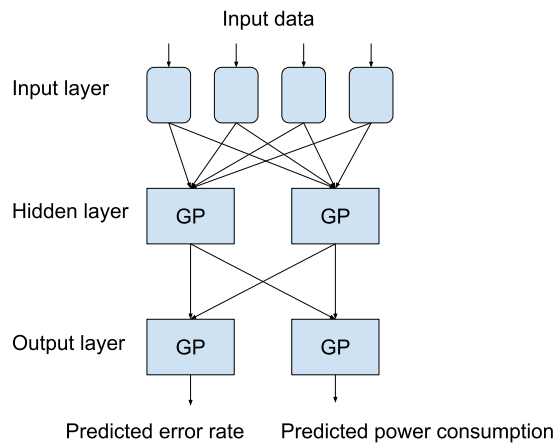 Input data
Input layer
Hidden layer
GP
GP
Output layer
GP
GP
Predicted error rate
Predicted power consumption